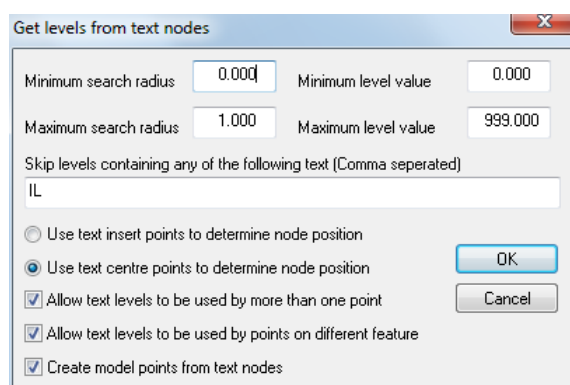 Get levels from text nodes
Minimum search radius 0.000 Minimum level value 0.000
Maximum search radius 1.000 Maximum level value 999.000
Skip levels containing any of the following text (Comma seperated)
IL
Use text insert points to determine node position
Use text centre points to determine node position
OK
Allow text levels to be used by more than one point
Cancel
Allow text levels to be used by points on different feature
Create model points from text nodes